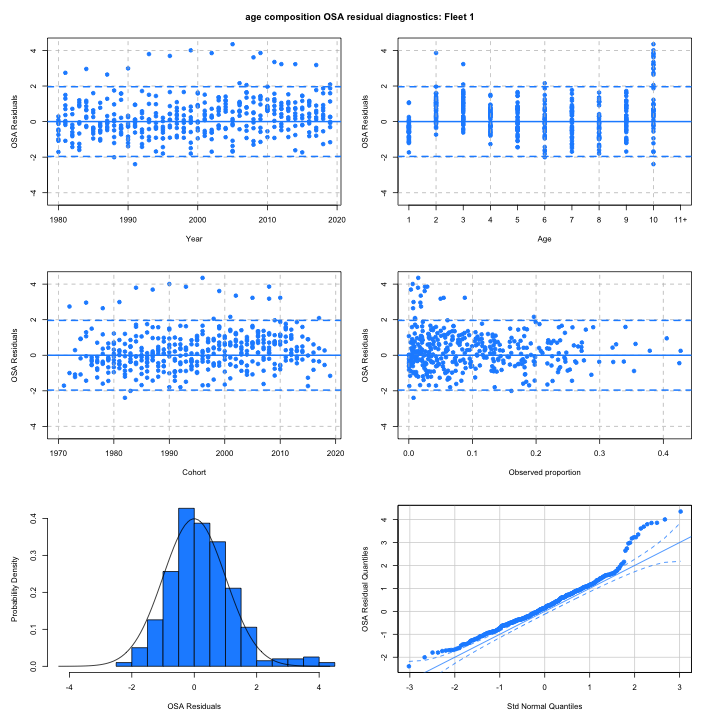 age composition OSA residual diagnostics: Fleet 1
OSA Residuals
4
2
0
-2
-4
1980 1990 2000 2010 2020
Year
OSA Residuals
4
2
0
-2
-4
1 2 3 4 5 6 7 8 9 10 11+
Age
OSA Residuals
4
2
0
-2
-4
1970 1980 1990 2000 2010 2020
Cohort
OSA Residuals
4
2
0
-2
-4
0.0 0.1 0.2 0.3 0.4
Observed proportion
Probability Density
0.4
0.3
0.2
0.1
0.0
-4 -2 0 2 4
OSA Residuals
OSA Residual Quantiles
4
3
2
1
0
-1
-2
-3 -2 -1 0 1 2 3
Std Normal Quantiles